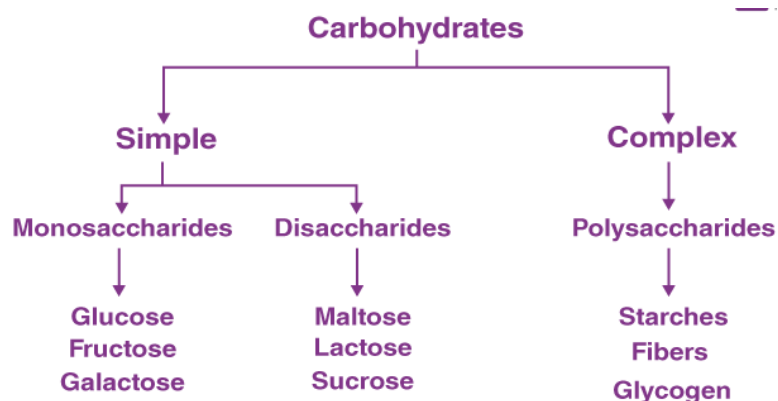 Carbohydrates
Simple
Complex
Monosaccharides
Disaccharides
Polysaccharides
Glucose
Fructose
Galactose
Maltose
Lactose
Sucrose
Starches
Fibers
Glycogen